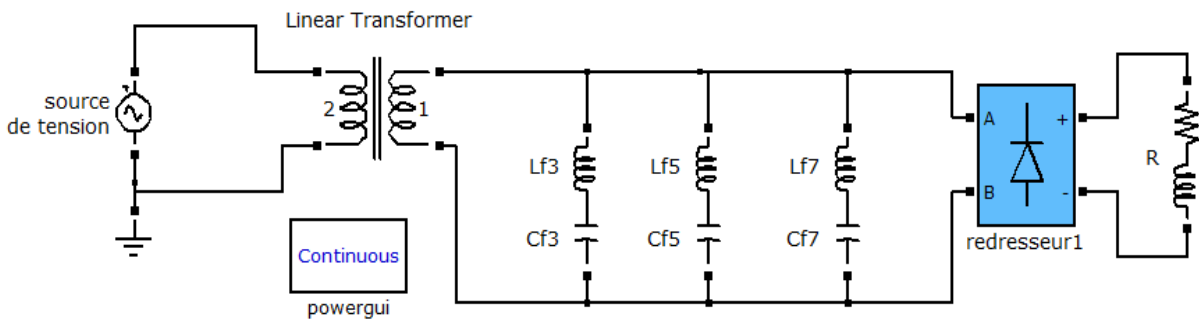 Linear Transformer
source
de tension
2
1
Lf3
Lf5
Lf7
Cf3
Cf5
Cf7
A
+
B
-
R
redresseur1
Continuous
powergui